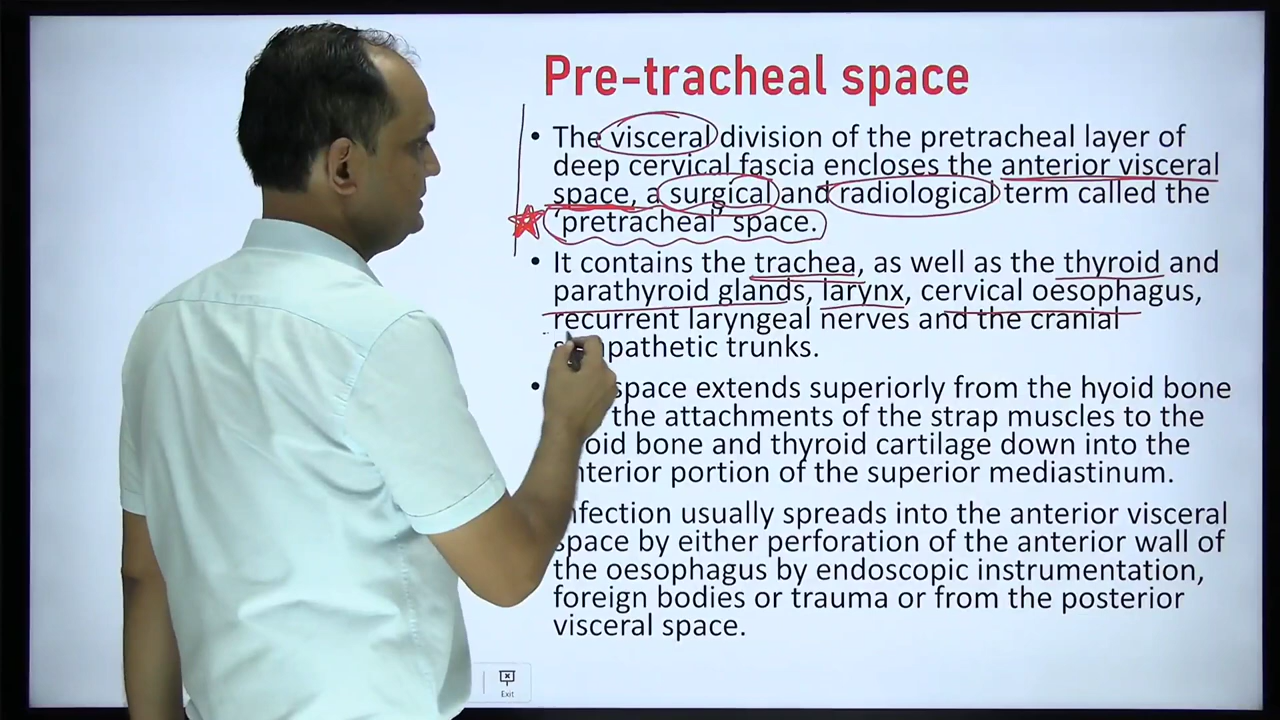 Pre-tracheal space
• The visceral division of the pretracheal layer of
deep cervical fascia encloses the anterior visceral
space, a surgical and radiological term called the
‘pretracheal’ space.
• It contains the trachea, as well as the thyroid and
parathyroid glands, larynx, cervical oesophagus,
recurrent laryngeal nerves and the cranial
trunks.
• space extends superiorly from the hyoid bone
the attachments of the strap muscles to the
bone and thyroid cartilage down into the
portion of the superior mediastinum.
usually spreads into the anterior visceral
space by either perforation of the anterior wall of
the oesophagus by endoscopic instrumentation,
foreign bodies or trauma or from the posterior
visceral space.
Exit